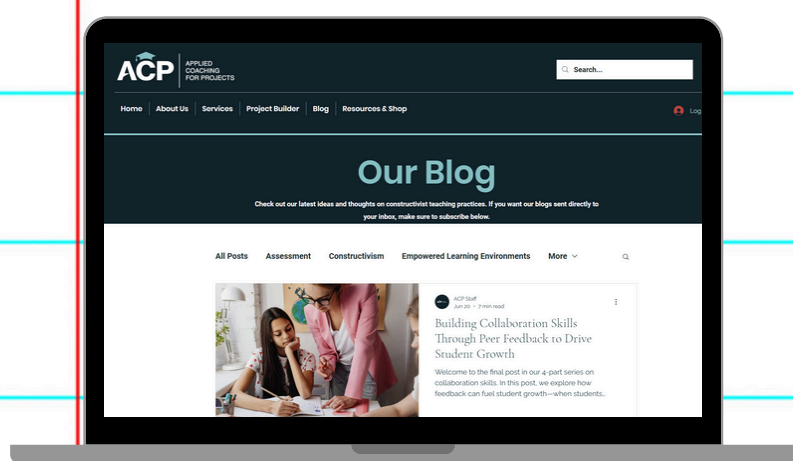 ACP
APPLIED
COACHING
FOR PROJECTS
Search...
Home
About Us
Services
Project Builder
Blog
Resources & Shop
Log
Our Blog
Check out our latest ideas and thoughts on constructivist teaching practices. If you want our blogs sent directly to
your inbox, make sure to subscribe below.
All Posts
Assessment
Constructivism
Empowered Learning Environments
More
ACP Staff
Jun 20 · 7 min read
Building Collaboration Skills
Through Peer Feedback to Drive
Student Growth
Welcome to the final post in our 4-part series on
collaboration skills. In this post, we explore how
feedback can fuel student growth—when students...